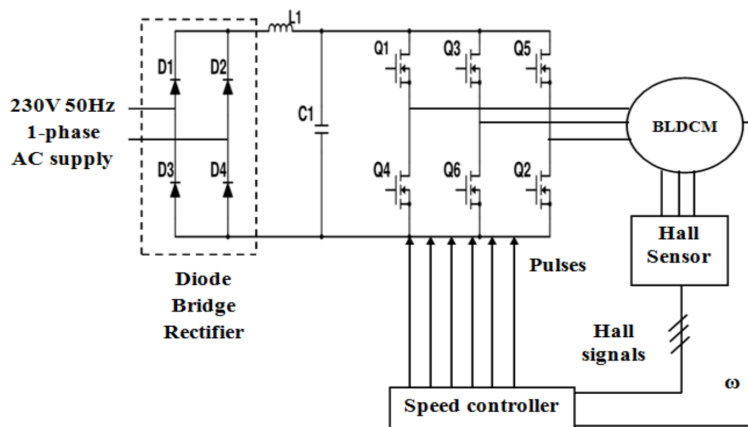 L1
D1
D2
Q1
Q3
Q5
230V 50Hz
1-phase
AC supply
C1
BLDCM
D3
D4
Q4
Q6
Q2
Hall
Sensor
Pulses
Diode
Bridge
Rectifier
Hall
signals
ω
Speed controller